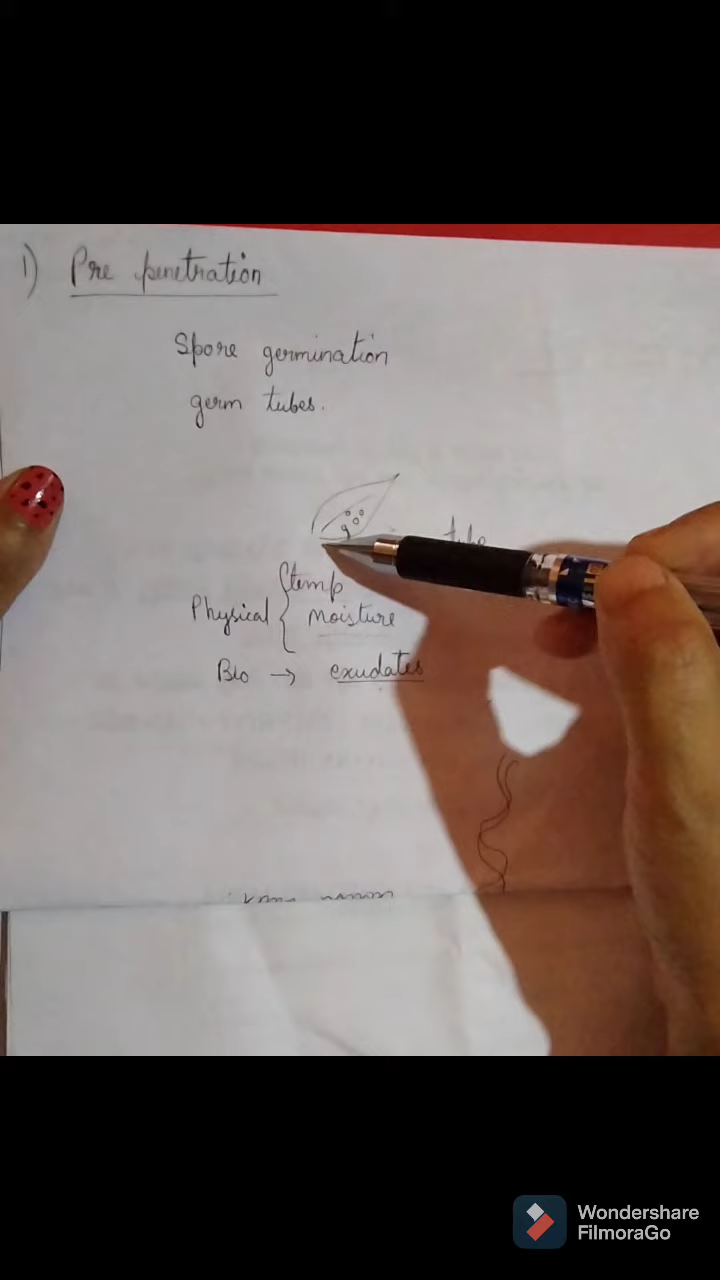 1) Pre penetration
Spore germination
germ tubes.
Physical { temp
moisture
Bio → exudates
Wondershare
FilmoraGo